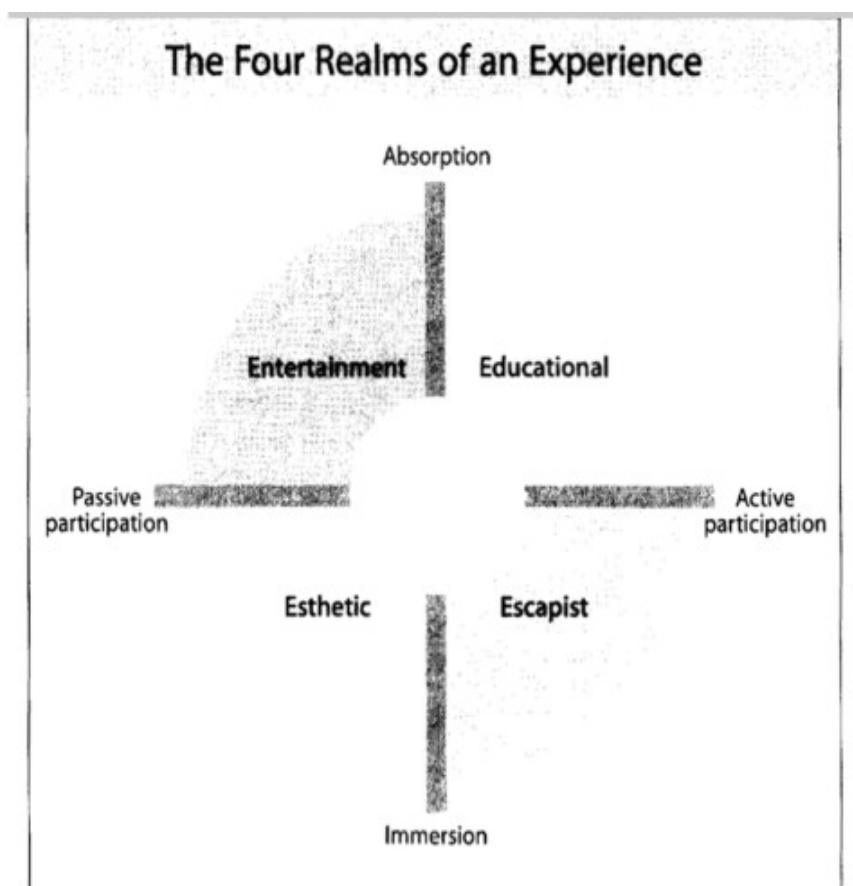 The Four Realms of an Experience
Absorption
Entertainment
Educational
Passive
participation
Active
participation
Esthetic
Escapist
Immersion